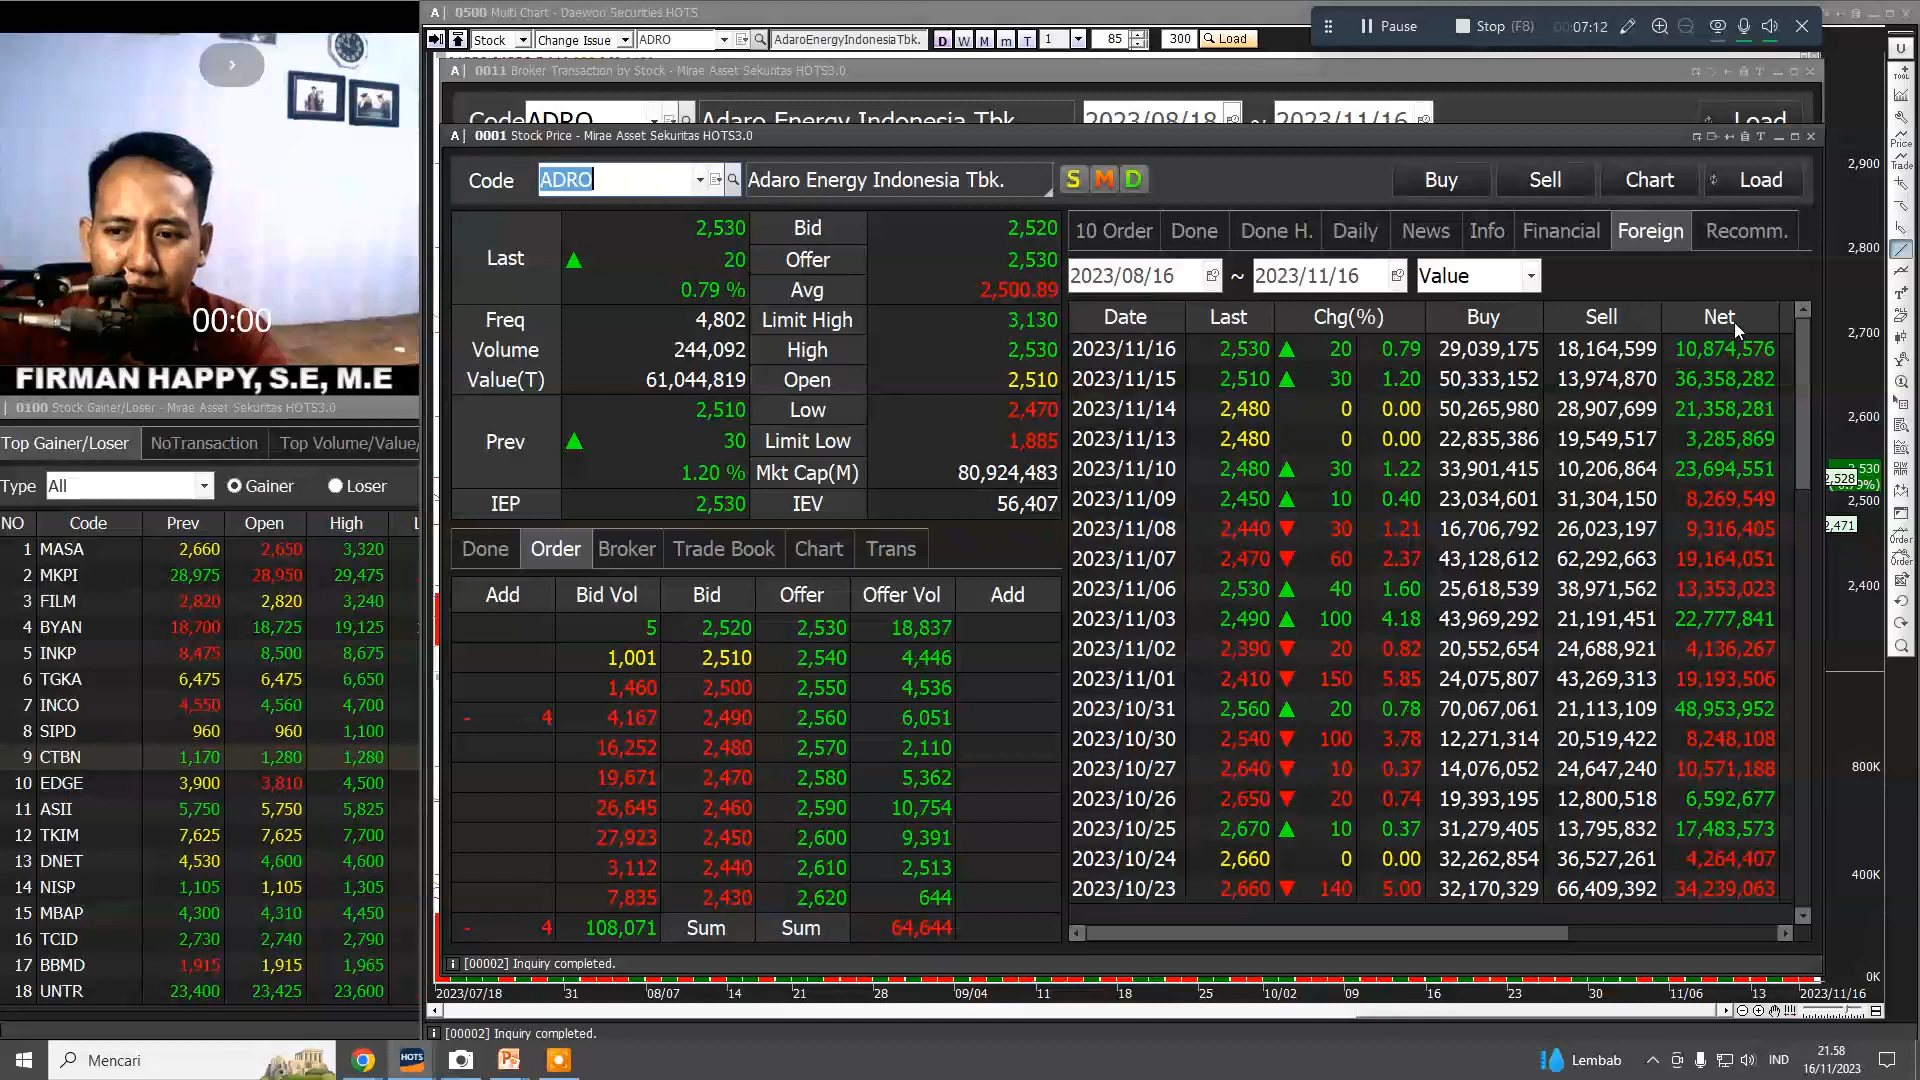 A 0500 Multi Chart - Daewoo Securities HOTS
Pause Stop (F8) 00:07:12
Stock Change Issue ADRO AdaroEnergyIndonesiaTbk. D W M m T 1 85 300 Load
A 0011 Broker Transaction by Stock - Mirae Asset Sekuritas HOTS3.0
Code ADRO Adaro Energy Indonesia Tbk. 2023/08/18 ~ 2023/11/16 Load
A 0001 Stock Price - Mirae Asset Sekuritas HOTS3.0
Code ADRO Adaro Energy Indonesia Tbk. S M D Buy Sell Chart Load
Last 2,530 Bid 2,520
20 Offer 2,530
0.79 % Avg 2,500.89
Freq 4,802 Limit High 3,130
Volume 244,092 High 2,530
Value(T) 61,044,819 Open 2,510
Prev 2,510 Low 2,470
30 Limit Low 1,885
1.20 % Mkt Cap(M) 80,924,483
IEP 2,530 IEV 56,407
Done Order Broker Trade Book Chart Trans
Add Bid Vol Bid Offer Offer Vol Add
5 2,520 2,530 18,837
1,001 2,510 2,540 4,446
1,460 2,500 2,550 4,536
- 4 4,167 2,490 2,560 6,051
16,252 2,480 2,570 2,110
19,671 2,470 2,580 5,362
26,645 2,460 2,590 10,754
27,923 2,450 2,600 9,391
3,112 2,440 2,610 2,513
7,835 2,430 2,620 644
- 4 108,071 Sum Sum 64,644
[00002] Inquiry completed.
10 Order Done Done H. Daily News Info Financial Foreign Recomm.
2023/08/16 ~ 2023/11/16 Value
Date Last Chg(%) Buy Sell Net
2023/11/16 2,530 20 0.79 29,039,175 18,164,599 10,874,576
2023/11/15 2,510 30 1.20 50,333,152 13,974,870 36,358,282
2023/11/14 2,480 0 0.00 50,265,980 28,907,699 21,358,281
2023/11/13 2,480 0 0.00 22,835,386 19,549,517 3,285,869
2023/11/10 2,480 30 1.22 33,901,415 10,206,864 23,694,551
2023/11/09 2,450 10 0.40 23,034,601 31,304,150 8,269,549
2023/11/08 2,440 30 1.21 16,706,792 26,023,197 9,316,405
2023/11/07 2,470 60 2.37 43,128,612 62,292,663 19,164,051
2023/11/06 2,530 40 1.60 25,618,539 38,971,562 13,353,023
2023/11/03 2,490 100 4.18 43,969,292 21,191,451 22,777,841
2023/11/02 2,390 20 0.82 20,552,654 24,688,921 4,136,267
2023/11/01 2,410 150 5.85 24,075,807 43,269,313 19,193,506
2023/10/31 2,560 20 0.78 70,067,061 21,113,109 48,953,952
2023/10/30 2,540 100 3.78 12,271,314 20,519,422 8,248,108
2023/10/27 2,640 10 0.37 14,076,052 24,647,240 10,571,188
2023/10/26 2,650 20 0.74 19,393,195 12,800,518 6,592,677
2023/10/25 2,670 10 0.37 31,279,405 13,795,832 17,483,573
2023/10/24 2,660 0 0.00 32,262,854 36,527,261 4,264,407
2023/10/23 2,660 140 5.00 32,170,329 66,409,392 34,239,063
00:00
FIRMAN HAPPY, S.E, M.E
0100 Stock Gainer/Loser - Mirae Asset Sekuritas HOTS3.0
Top Gainer/Loser NoTransaction Top Volume/Value/
Type All Gainer Loser
NO Code Prev Open High L
1 MASA 2,660 2,650 3,320
2 MKPI 28,975 28,950 29,475
3 FILM 2,820 2,820 3,240
4 BYAN 18,700 18,725 19,125
5 INKP 8,475 8,500 8,675
6 TGKA 6,475 6,475 6,650
7 INCO 4,550 4,560 4,700
8 SIPD 960 960 1,100
9 CTBN 1,170 1,280 1,280
10 EDGE 3,900 3,810 4,500
11 ASII 5,750 5,750 5,825
12 TKIM 7,625 7,625 7,700
13 DNET 4,530 4,600 4,600
14 NISP 1,105 1,105 1,305
15 MBAP 4,300 4,310 4,450
16 TCID 2,730 2,740 2,790
17 BBMD 1,915 1,915 1,965
18 UNTR 23,400 23,425 23,600
2,900
2,800
2,700
2,600
2,530
2,528
2,500
2,471
2,400
800K
400K
0K
U
TOOL
Price
Trade
Order
Order
2023/07/18 31 08/07 14 21 28 09/04 11 18 25 10/02 09 16 23 30 11/06 13 2023/11/16
[00002] Inquiry completed.
Mencari HOTS Lembab IND 21.58
16/11/2023